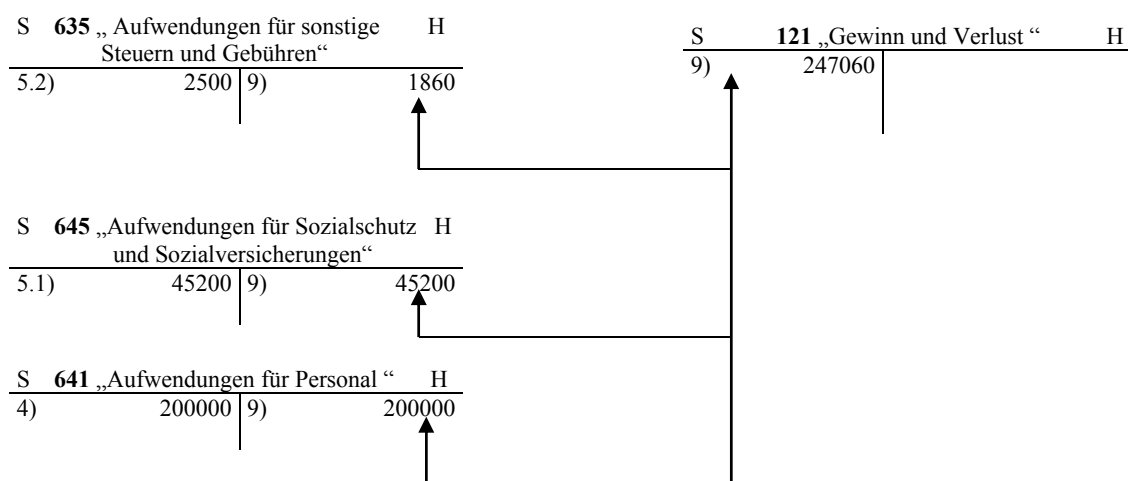 S 635 „ Aufwendungen für sonstige H
Steuern und Gebühren“
5.2) 2500 9) 1860
S 121 „Gewinn und Verlust “ H
9) 247060
S 645 „Aufwendungen für Sozialschutz H
und Sozialversicherungen“
5.1) 45200 9) 45200
S 641 „Aufwendungen für Personal “ H
4) 200000 9) 200000